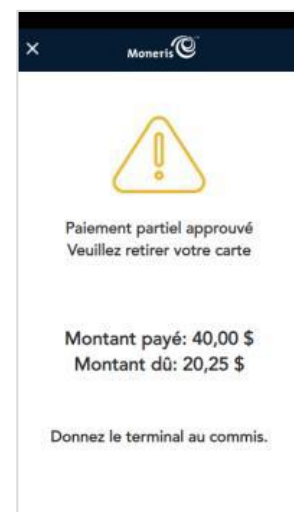 ×
Moneris
Paiement partiel approuvé
Veuillez retirer votre carte
Montant payé: 40,00 $
Montant dû: 20,25 $
Donnez le terminal au commis.